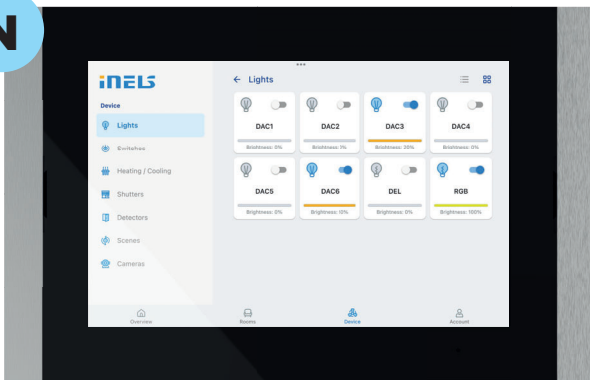 N
iNELS
Device
Lights
Switches
Heating / Cooling
Shutters
Detectors
Scenes
Cameras
← Lights
DAC1
Brightness: 0%
DAC2
Brightness: 1%
DAC3
Brightness: 20%
DAC4
Brightness: 0%
DAC5
Brightness: 0%
DAC6
Brightness: 10%
DEL
Brightness: 0%
RGB
Brightness: 100%
Overview
Rooms
Device
Account